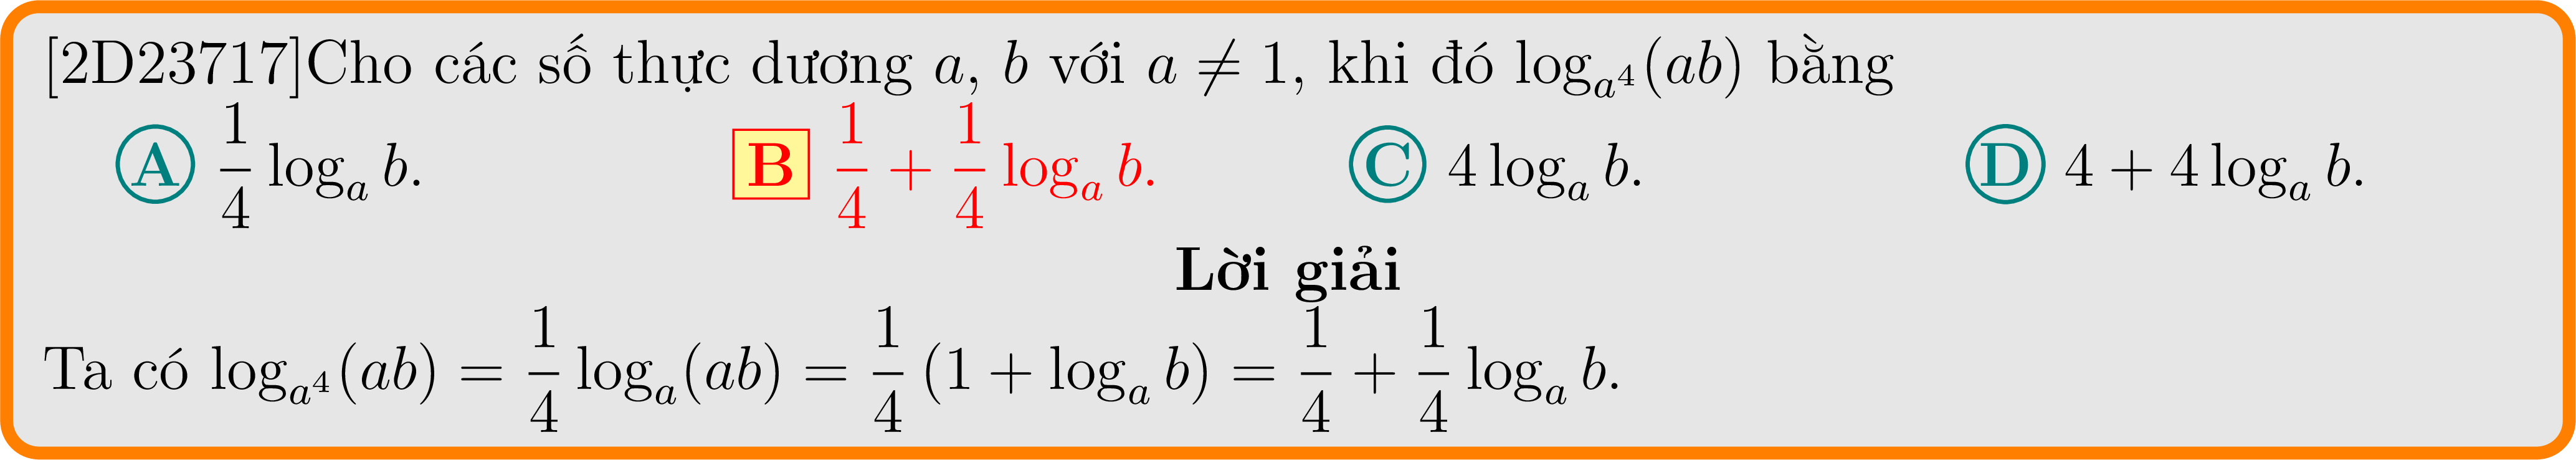 [2D23717]Cho các số thực dương a, b với a ≠ 1, khi đó log_{a^4}(ab) bằng
A \frac{1}{4} log_a b. B \frac{1}{4} + \frac{1}{4} log_a b. C 4 log_a b. D 4 + 4 log_a b.
Lời giải
Ta có log_{a^4}(ab) = \frac{1}{4} log_a(ab) = \frac{1}{4} (1 + log_a b) = \frac{1}{4} + \frac{1}{4} log_a b.